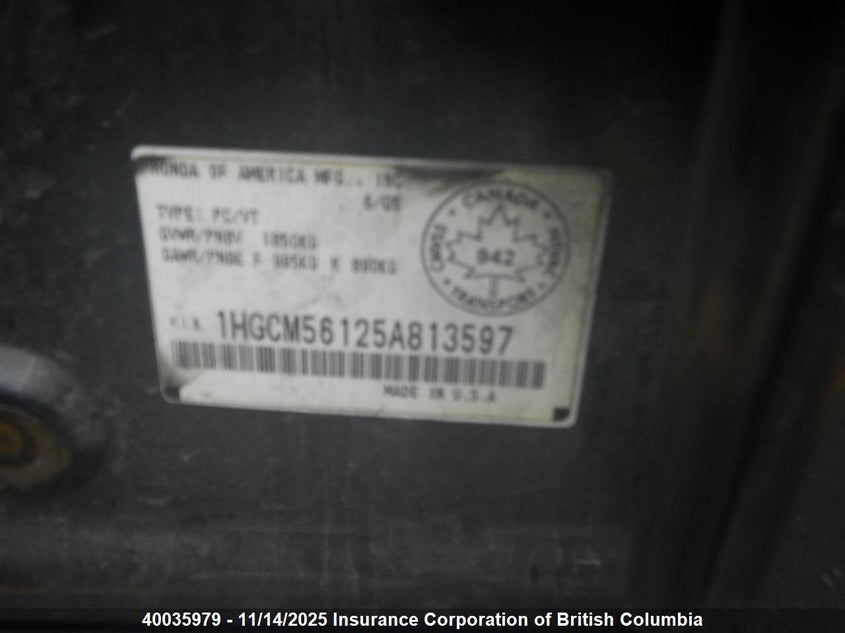 HONDA OF AMERICA MFG., INC.
6/05
TYPE: PC/VT
GVWR/PNBV 1850KG
GAWR/PNBE F 995KG R 890KG
CANADA
942
TRANSPORT
V.I.N. 1HGCM56125A813597
MADE IN U.S.A
40035979 - 11/14/2025 Insurance Corporation of British Columbia